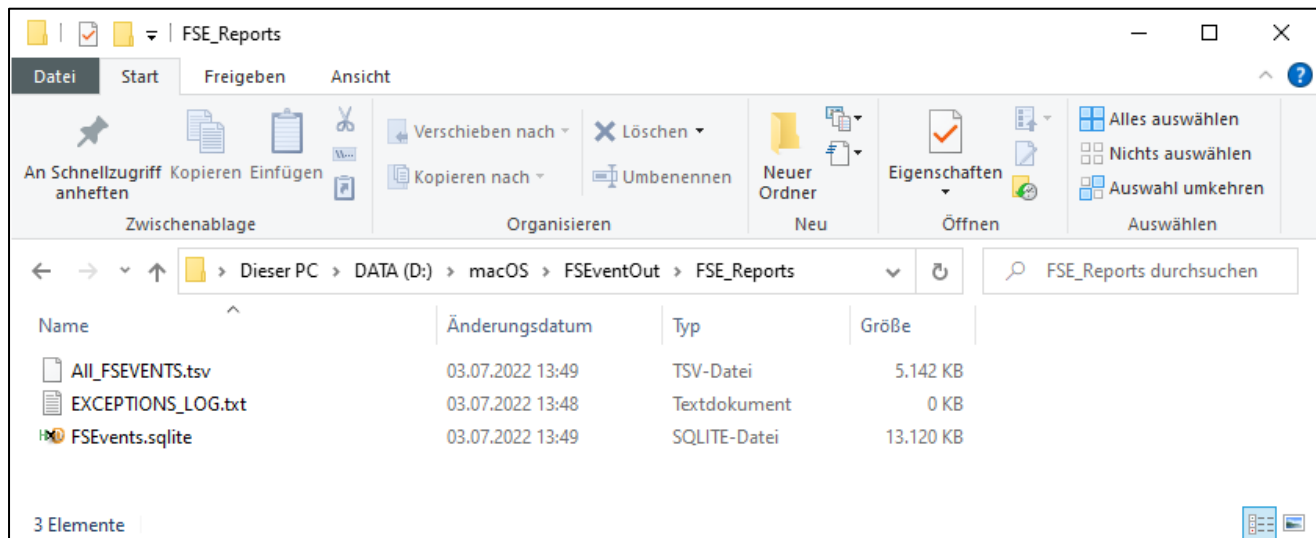 FSE_Reports
Datei Start Freigeben Ansicht
An Schnellzugriff anheften Kopieren Einfügen
Verschieben nach Löschen
Kopieren nach Umbenennen
Neuer Ordner
Eigenschaften
Alles auswählen
Nichts auswählen
Auswahl umkehren
Zwischenablage Organisieren Neu Öffnen Auswählen
Dieser PC > DATA (D:) > macOS > FSEventOut > FSE_Reports FSE_Reports durchsuchen
Name Änderungsdatum Typ Größe
All_FSEVENTS.tsv 03.07.2022 13:49 TSV-Datei 5.142 KB
EXCEPTIONS_LOG.txt 03.07.2022 13:48 Textdokument 0 KB
FSEvents.sqlite 03.07.2022 13:49 SQLITE-Datei 13.120 KB
3 Elemente